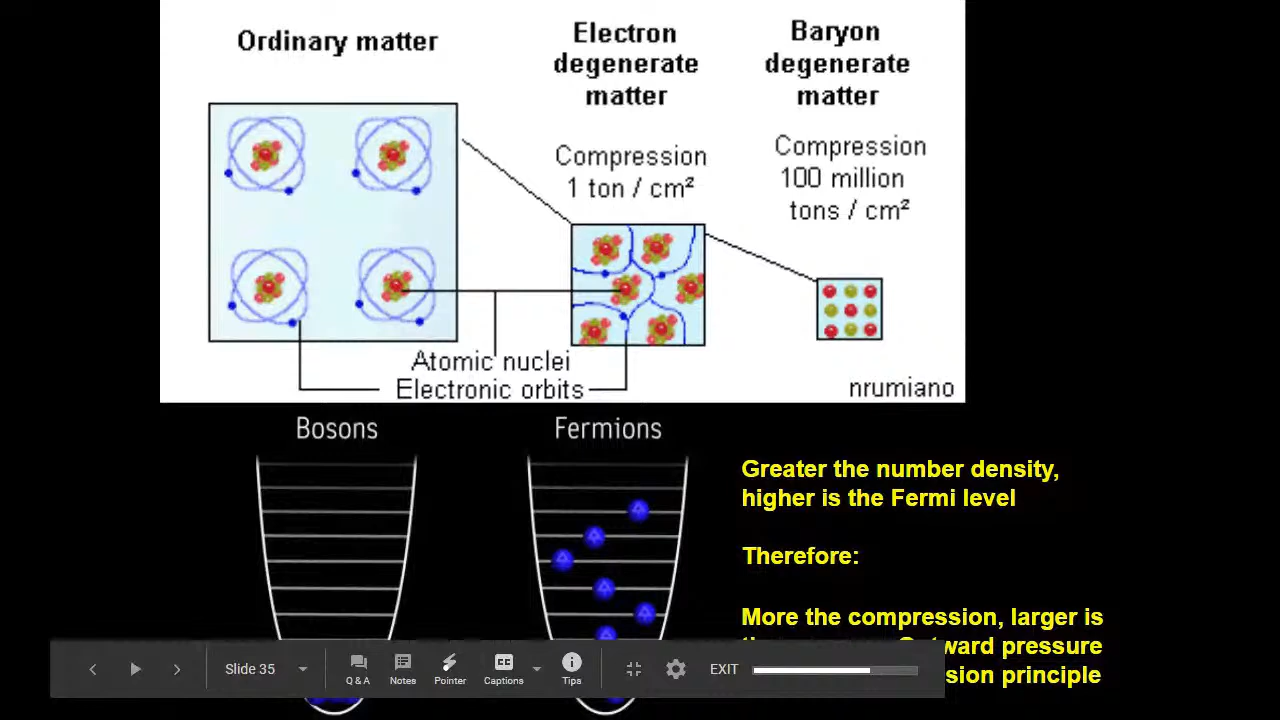 Ordinary matter
Electron
degenerate
matter
Baryon
degenerate
matter
Compression
1 ton / cm²
Compression
100 million
tons / cm²
Atomic nuclei
Electronic orbits
nrumiano
Bosons
Fermions
Greater the number density,
higher is the Fermi level
Therefore:
More the compression, larger is
pressure
principle
Slide 35
Q & A
Notes
Pointer
CC
Captions
Tips
EXIT